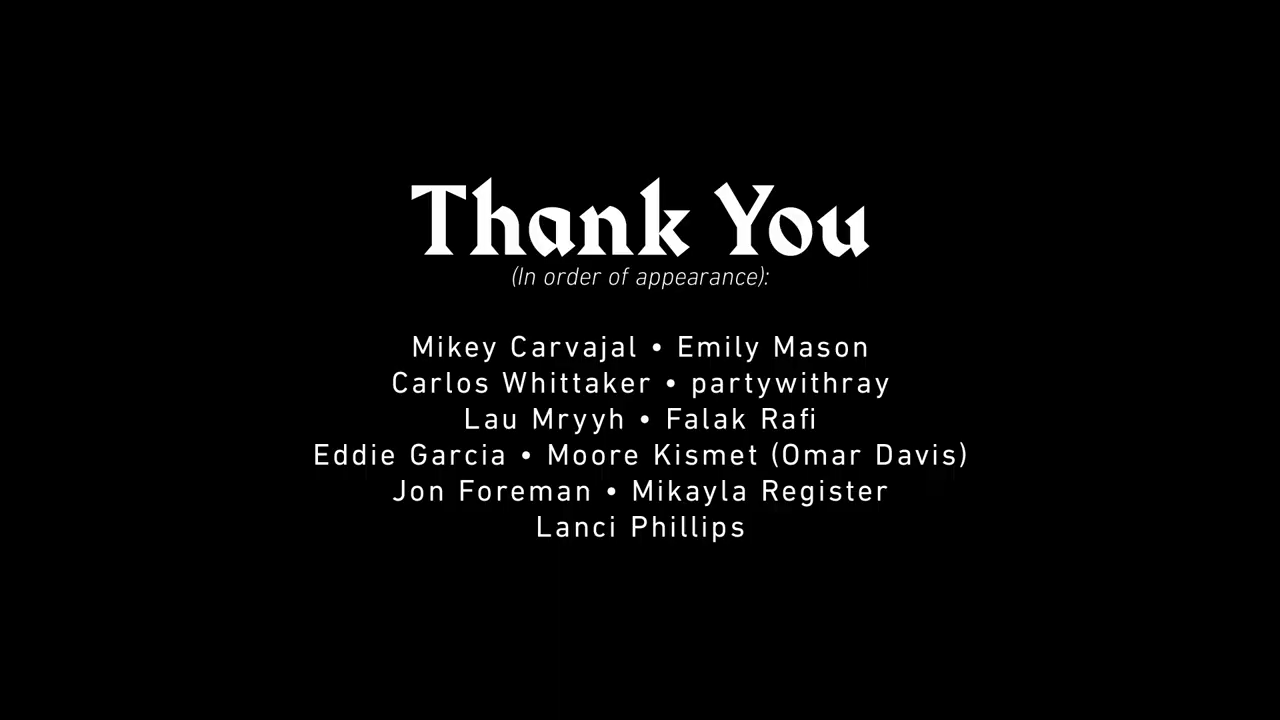 Thank You
(In order of appearance):
Mikey Carvajal • Emily Mason
Carlos Whittaker • partywithray
Lau Mryyh • Falak Rafi
Eddie Garcia • Moore Kismet (Omar Davis)
Jon Foreman • Mikayla Register
Lanci Phillips